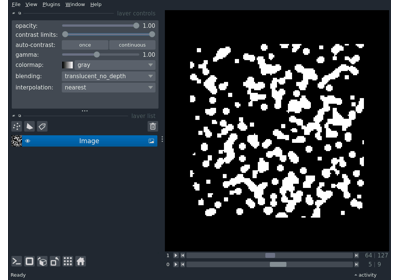 File View Plugins Window Help
layer controls
opacity: 1.00
contrast limits:
auto-contrast: once continuous
gamma: 1.00
colormap: gray
blending: translucent_no_depth
interpolation: nearest
layer list
Image
1 64 127
0 5 9
Ready activity